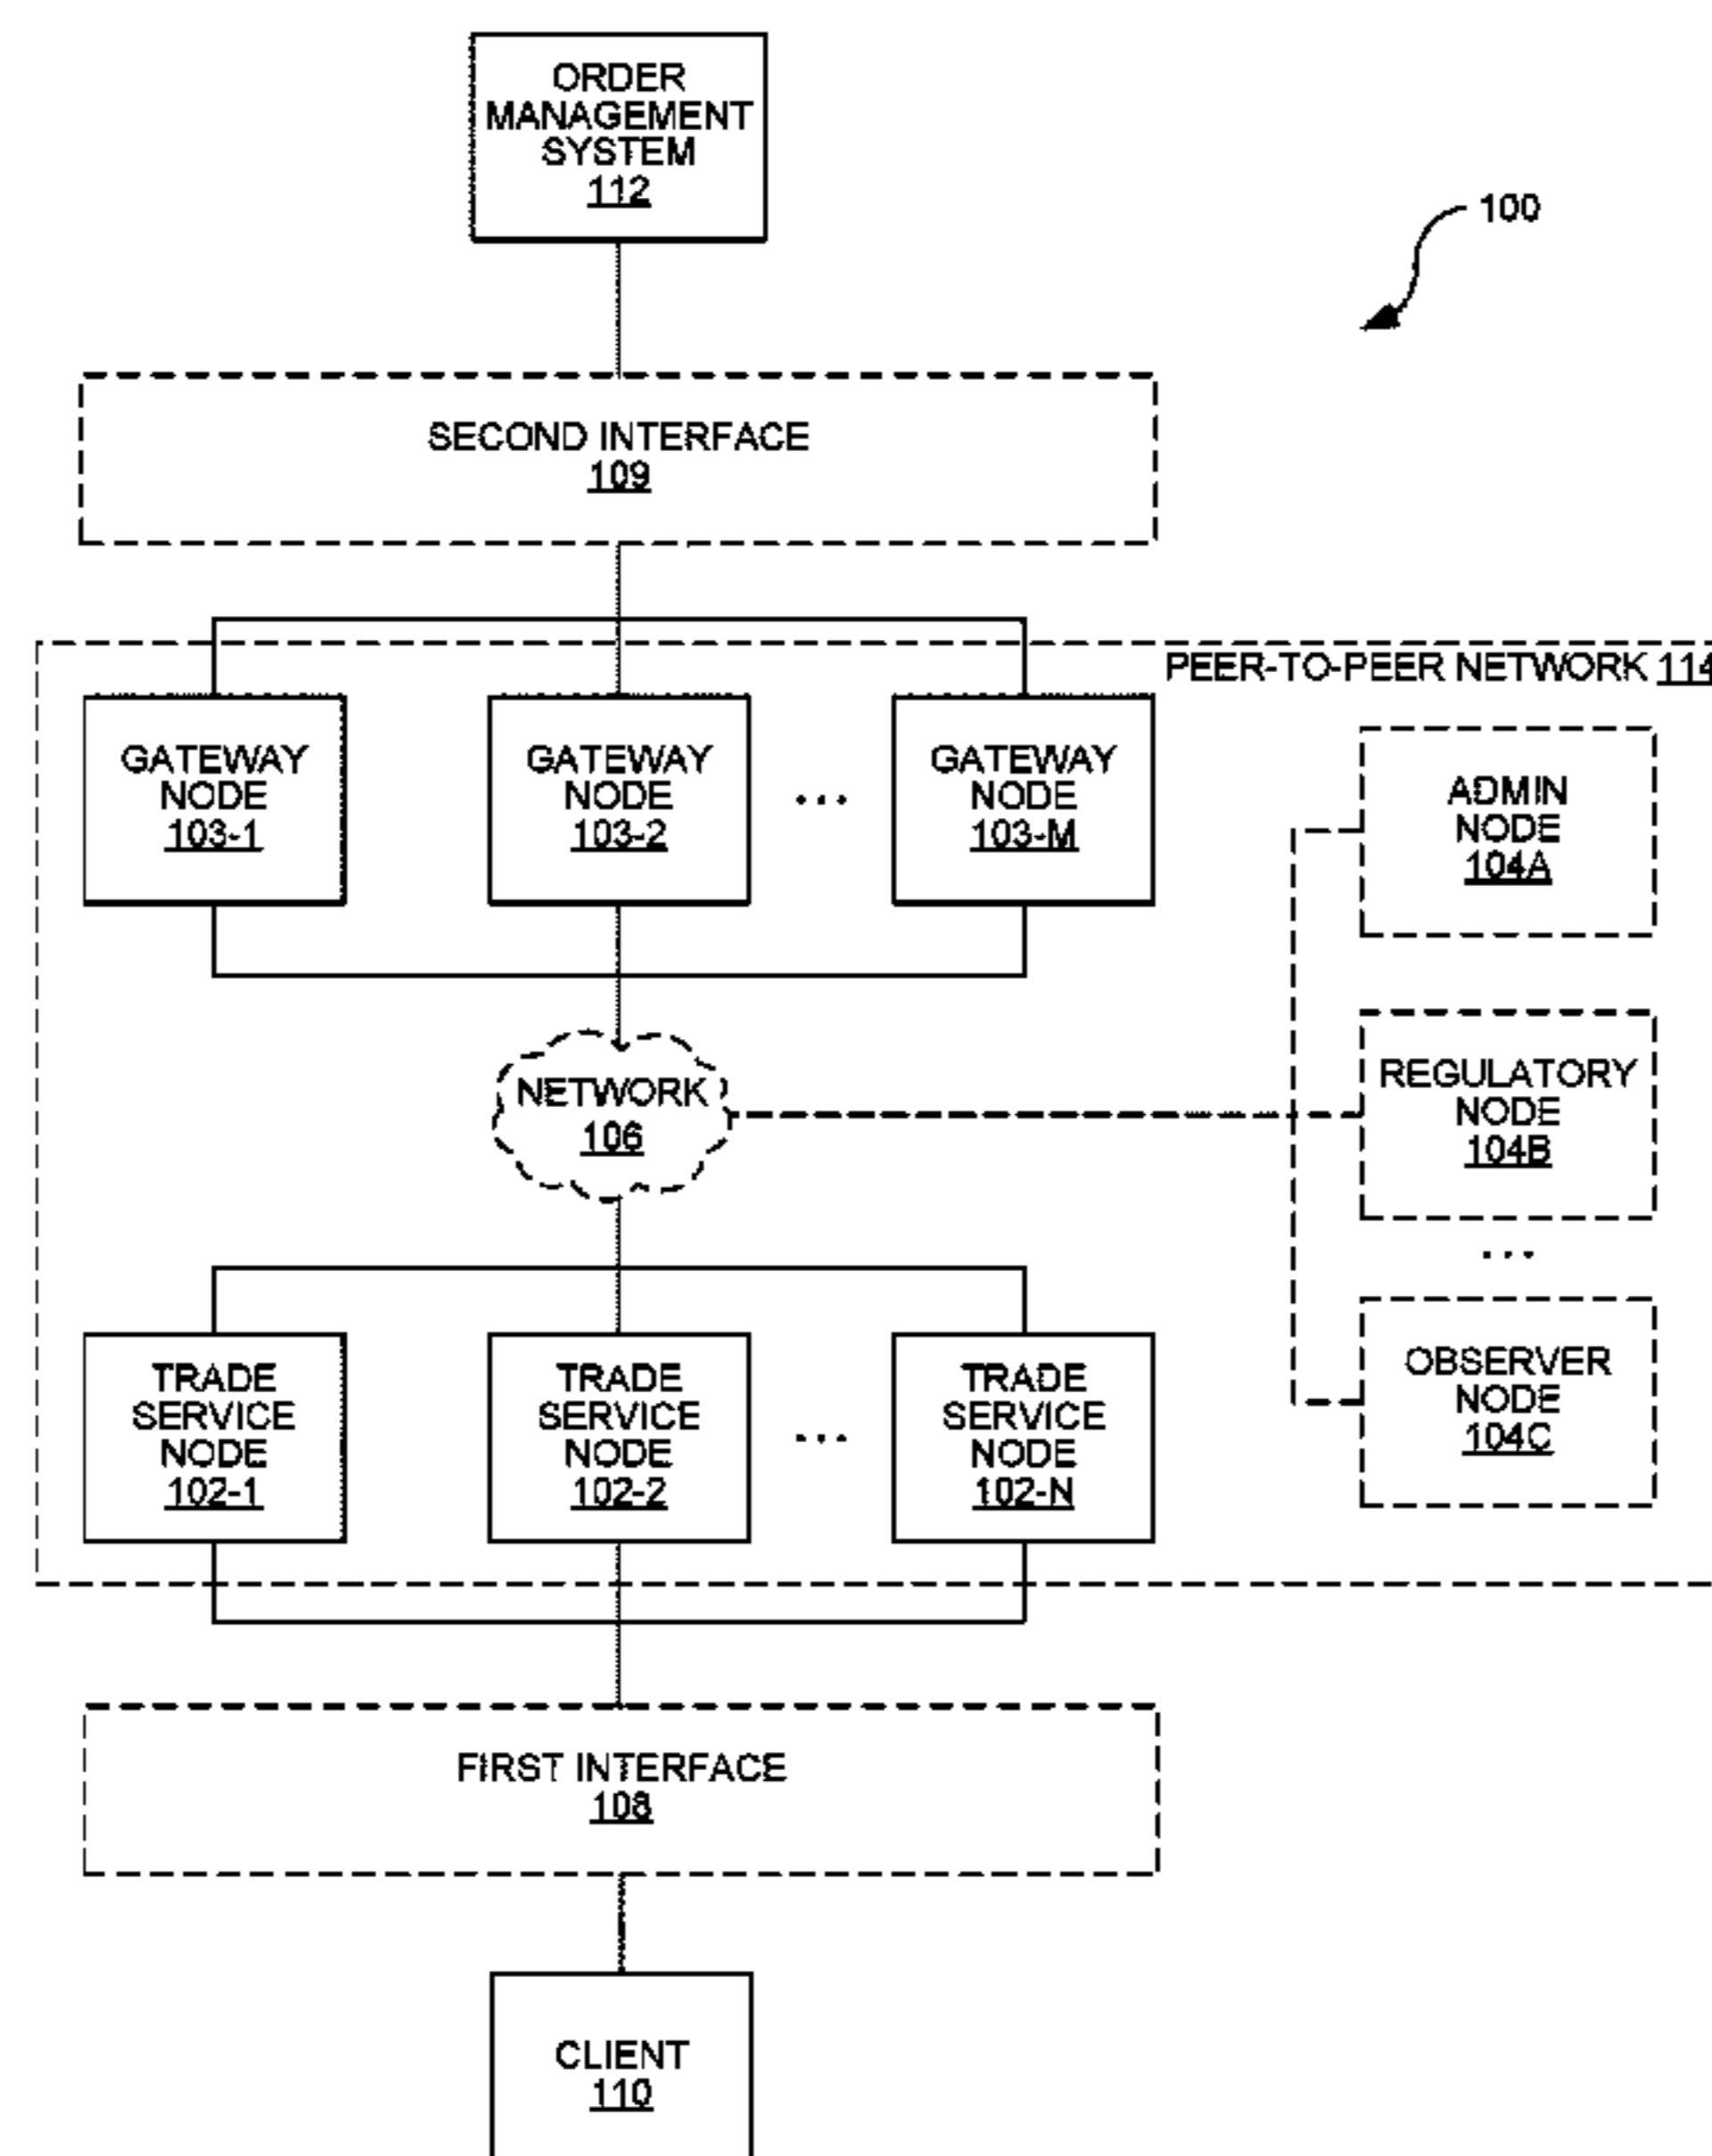 ORDER
MANAGEMENT
SYSTEM
112
100
SECOND INTERFACE
109
PEER-TO-PEER NETWORK 114
GATEWAY
NODE
103-1
GATEWAY
NODE
103-2
...
GATEWAY
NODE
103-M
ADMIN
NODE
104A
NETWORK
106
REGULATORY
NODE
104B
...
TRADE
SERVICE
NODE
102-1
TRADE
SERVICE
NODE
102-2
...
TRADE
SERVICE
NODE
102-N
OBSERVER
NODE
104C
FIRST INTERFACE
108
CLIENT
110